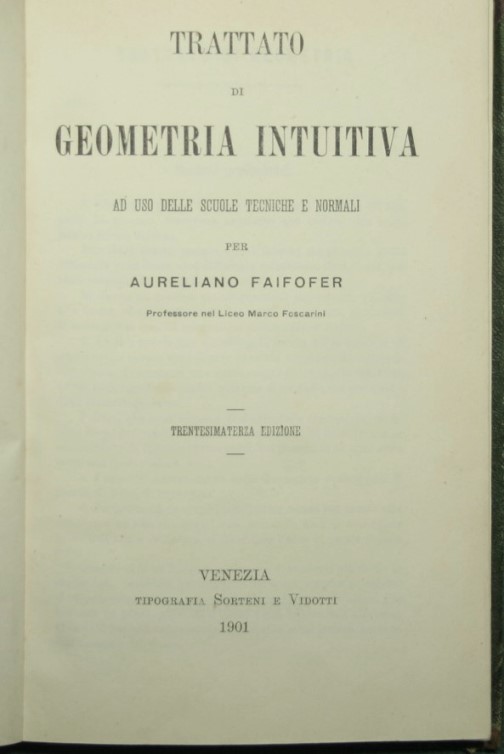 TRATTATO
DI
GEOMETRIA INTUITIVA
AD USO DELLE SCUOLE TECNICHE E NORMALI
PER
AURELIANO FAIFOFER
Professore nel Liceo Marco Foscarini
TRENTESIMATERZA EDIZIONE
VENEZIA
TIPOGRAFIA SORTENI E VIDOTTI
1901